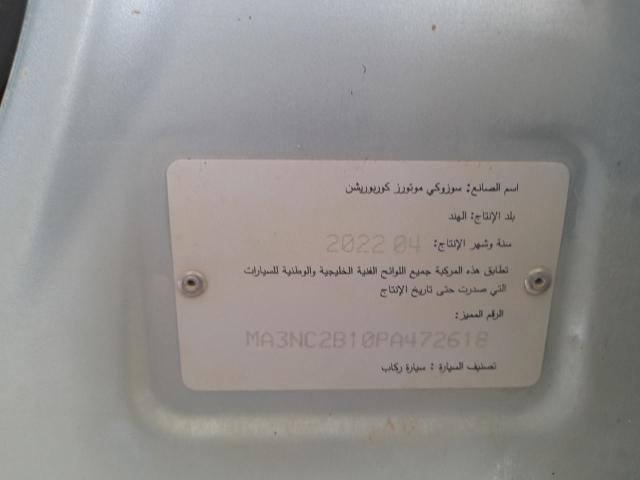 اسم الصانع: سوزوكي موتورز كوربوريشن
بلد الإنتاج: الهند
سنة وشهر الإنتاج: 2022 04
تطابق هذه المركبة جميع اللوائح الفنية الخليجية والوطنية للسيارات
التي صدرت حتى تاريخ الإنتاج
الرقم المميز:
MA3NC2B10PA472618
تصنيف السيارة : سيارة ركاب